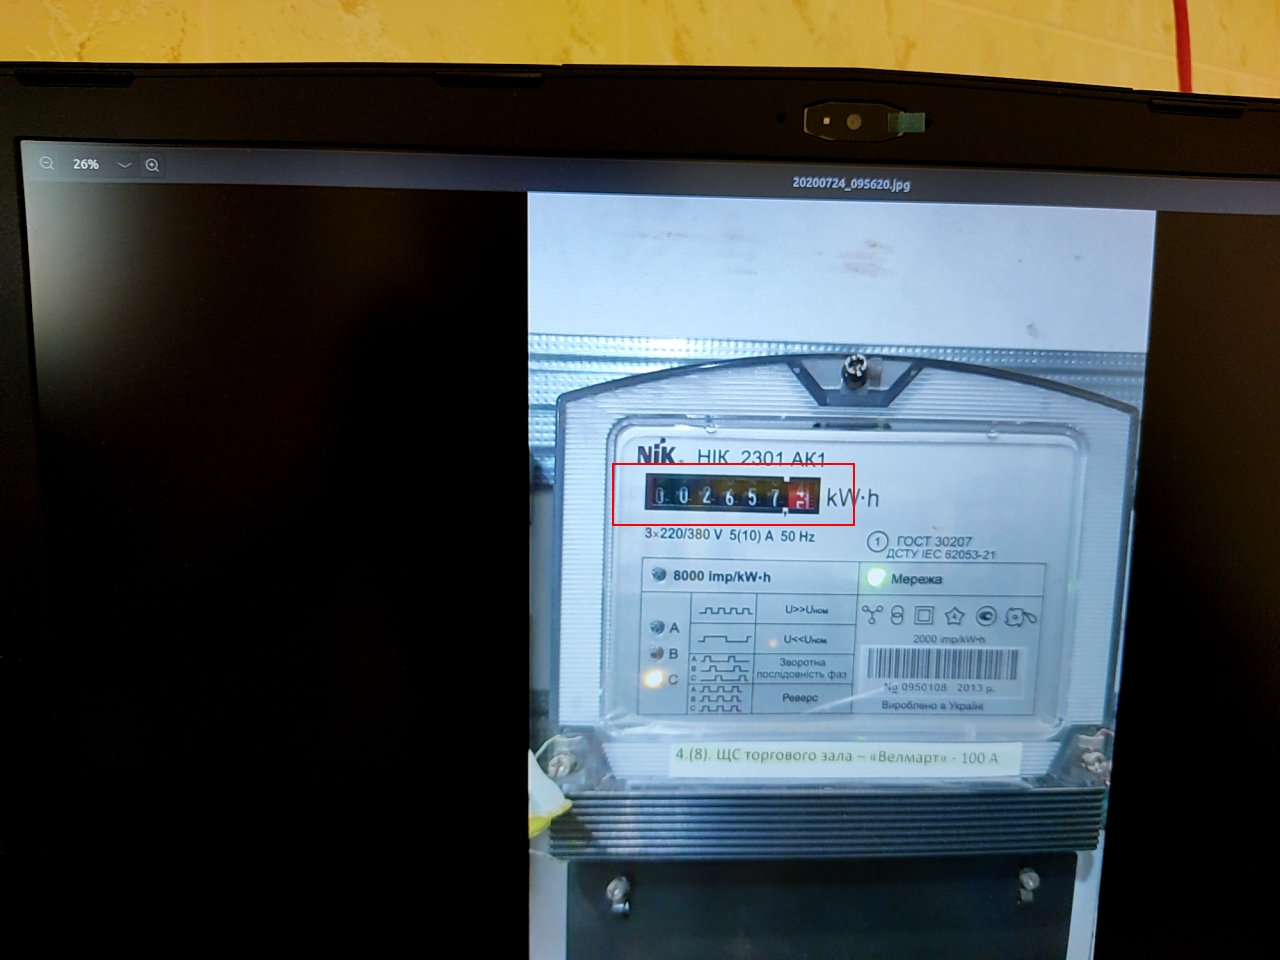 26%
20200724_095620.jpg
NiK НІК 2301 АК1
002657 kW·h
3×220/380 V 5(10) A 50 Hz
1 ГОСТ 30207
ДСТУ IEC 62053-21
8000 imp/kW·h
Мережа
U>>Uном
A
U<<Uном
2000 imp/kW·h
B
A
B
C
Зворотна
послідовність фаз
C
№ 0950108 2013 р.
A
B
C
Реверс
Вироблено в Україні
4.(8). ЩС торгового зала – «Велмарт» - 100 А